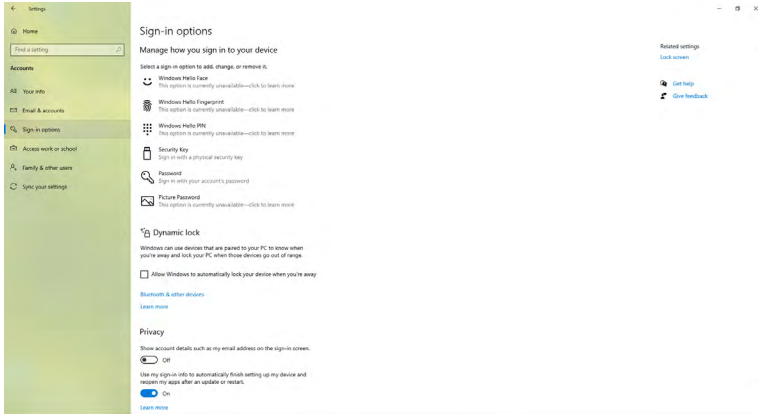 Settings
Home
Find a setting
Accounts
Your info
Email & accounts
Sign-in options
Access work or school
Family & other users
Sync your settings
Sign-in options
Manage how you sign in to your device
Select a sign-in option to add, change, or remove it.
Windows Hello Face
This option is currently unavailable—click to learn more
Windows Hello Fingerprint
This option is currently unavailable—click to learn more
Windows Hello PIN
This option is currently unavailable—click to learn more
Security Key
Sign in with a physical security key
Password
Sign in with your account's password
Picture Password
This option is currently unavailable—click to learn more
Dynamic lock
Windows can use devices that are paired to your PC to know when
you're away and lock your PC when those devices go out of range.
Allow Windows to automatically lock your device when you're away
Bluetooth & other devices
Learn more
Privacy
Show account details such as my email address on the sign-in screen.
Off
Use my sign-in info to automatically finish setting up my device and
reopen my apps after an update or restart.
On
Learn more
Related settings
Lock screen
Get help
Give feedback